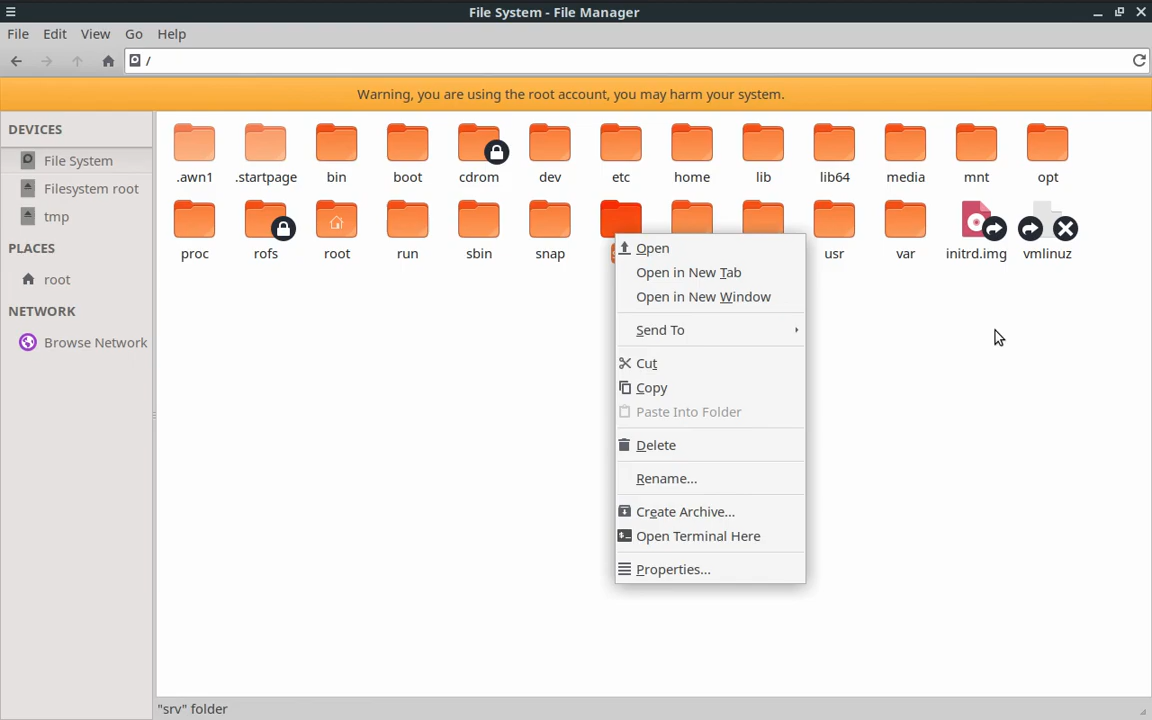 File System - File Manager
File Edit View Go Help
/
Warning, you are using the root account, you may harm your system.
DEVICES
File System
Filesystem root
tmp
PLACES
root
NETWORK
Browse Network
.awn1 .startpage bin boot cdrom dev etc home lib lib64 media mnt opt
proc rofs root run sbin snap usr var initrd.img vmlinuz
Open
Open in New Tab
Open in New Window
Send To
Cut
Copy
Paste Into Folder
Delete
Rename...
Create Archive...
Open Terminal Here
Properties...
"srv" folder